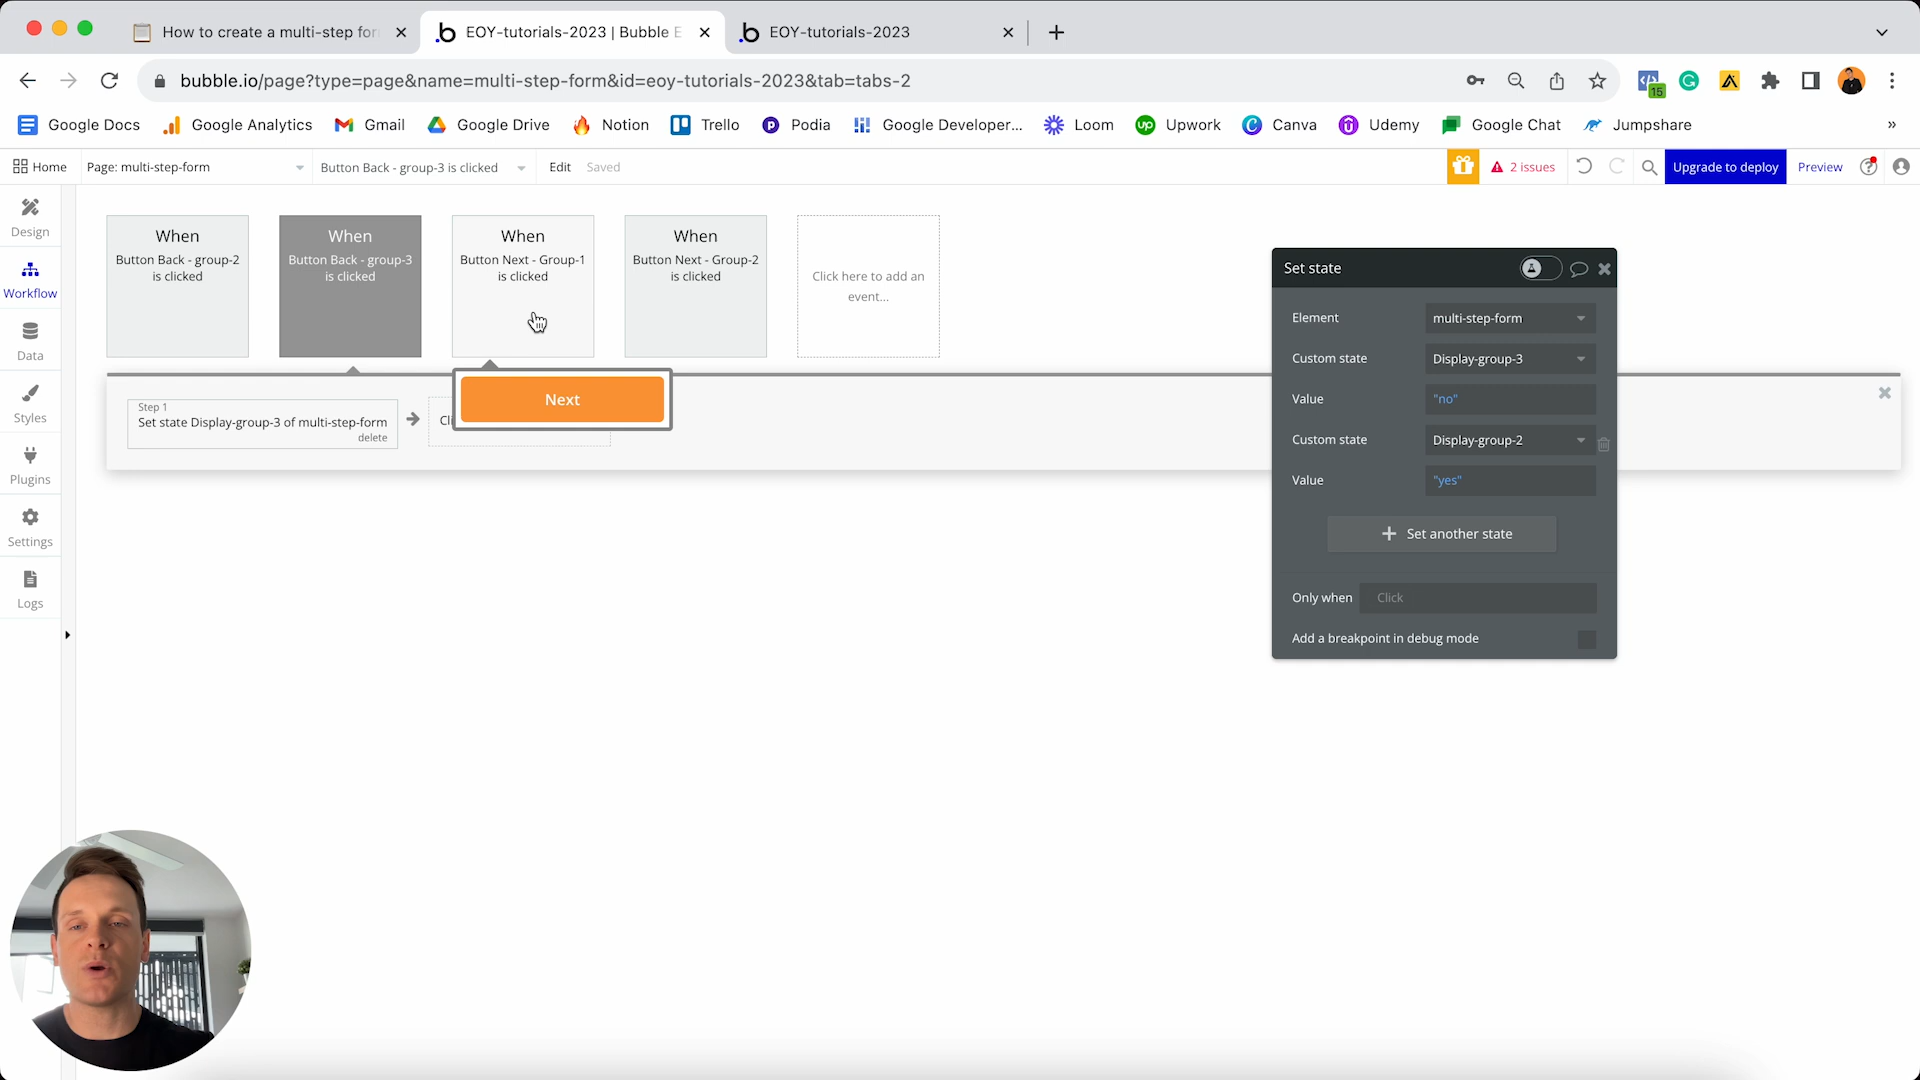 How to create a multi-step for
EOY-tutorials-2023 | Bubble E
EOY-tutorials-2023
bubble.io/page?type=page&name=multi-step-form&id=eoy-tutorials-2023&tab=tabs-2
15
Google Docs
Google Analytics
Gmail
Google Drive
Notion
Trello
Podia
Google Developer...
Loom
Upwork
Canva
Udemy
Google Chat
Jumpshare
Home
Page: multi-step-form
Button Back - group-3 is clicked
Edit
Saved
2 issues
Upgrade to deploy
Preview
Design
Workflow
Data
Styles
Plugins
Settings
Logs
When
Button Back - group-2
is clicked
When
Button Back - group-3
is clicked
When
Button Next - Group-1
is clicked
When
Button Next - Group-2
is clicked
Click here to add an
event...
Step 1
Set state Display-group-3 of multi-step-form
delete
Cli
Next
Set state
Element
multi-step-form
Custom state
Display-group-3
Value
"no"
Custom state
Display-group-2
Value
"yes"
Set another state
Only when
Click
Add a breakpoint in debug mode